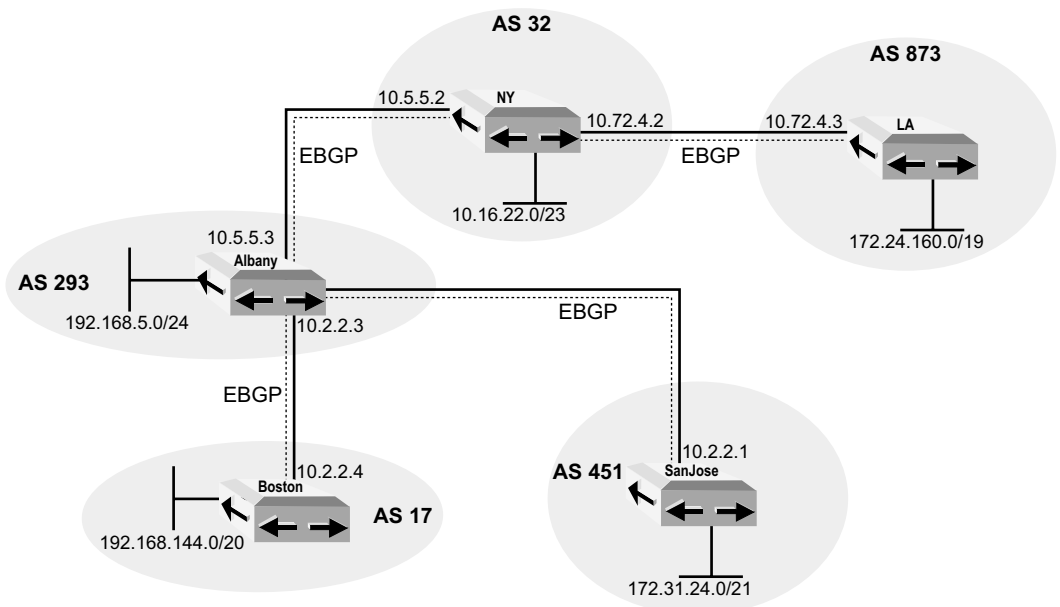 AS 32
AS 873
10.5.5.2
NY
10.72.4.2
10.72.4.3
LA
EBGP
EBGP
10.16.22.0/23
172.24.160.0/19
10.5.5.3
Albany
AS 293
192.168.5.0/24
10.2.2.3
EBGP
EBGP
10.2.2.4
Boston
AS 17
192.168.144.0/20
10.2.2.1
SanJose
AS 451
172.31.24.0/21